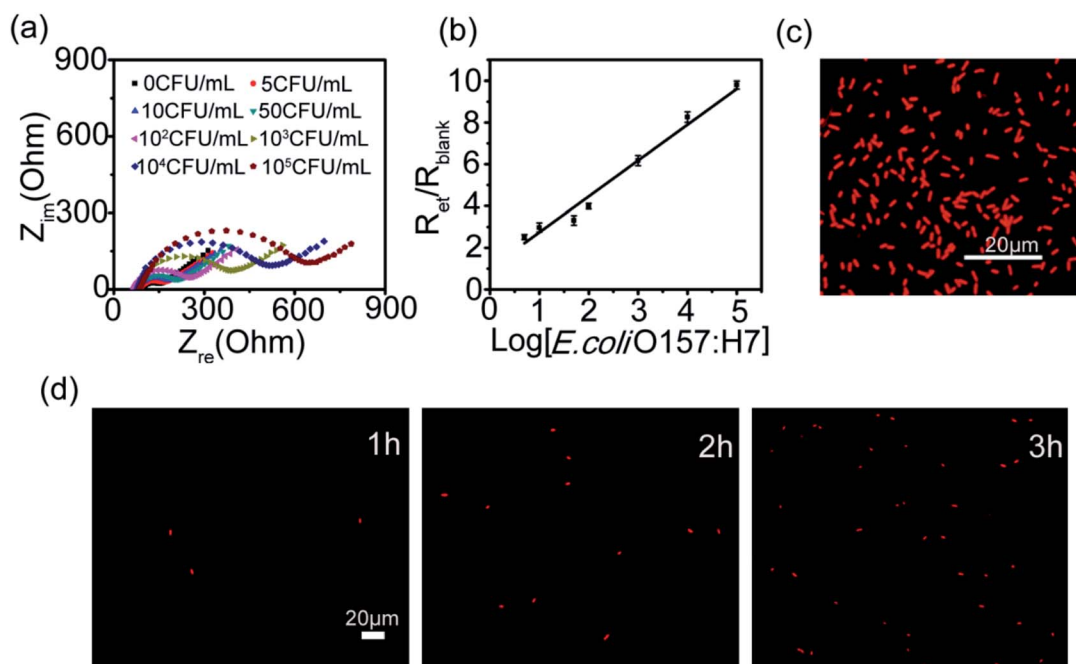 (a)
900
600
300
0
0 300 600 900
Z_im(Ohm)
Z_re(Ohm)
0CFU/mL 5CFU/mL
10CFU/mL 50CFU/mL
10²CFU/mL 10³CFU/mL
10⁴CFU/mL 10⁵CFU/mL
(b)
10
8
6
4
2
0
0 1 2 3 4 5
R_et/R_blank
Log[E.coliO157:H7]
(c)
20μm
(d)
1h
20μm
2h
3h